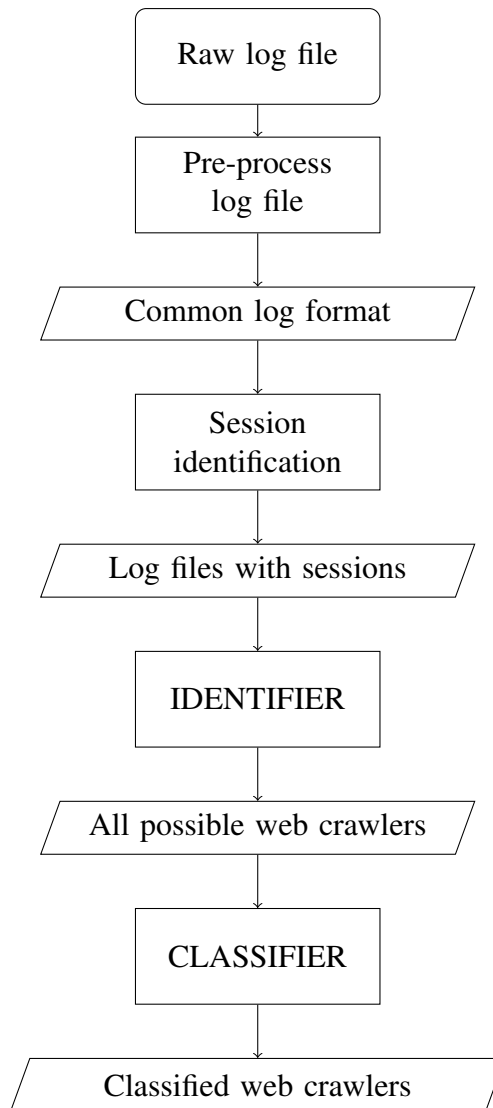 Raw log file
Pre-process
log file
Common log format
Session
identification
Log files with sessions
IDENTIFIER
All possible web crawlers
CLASSIFIER
Classified web crawlers